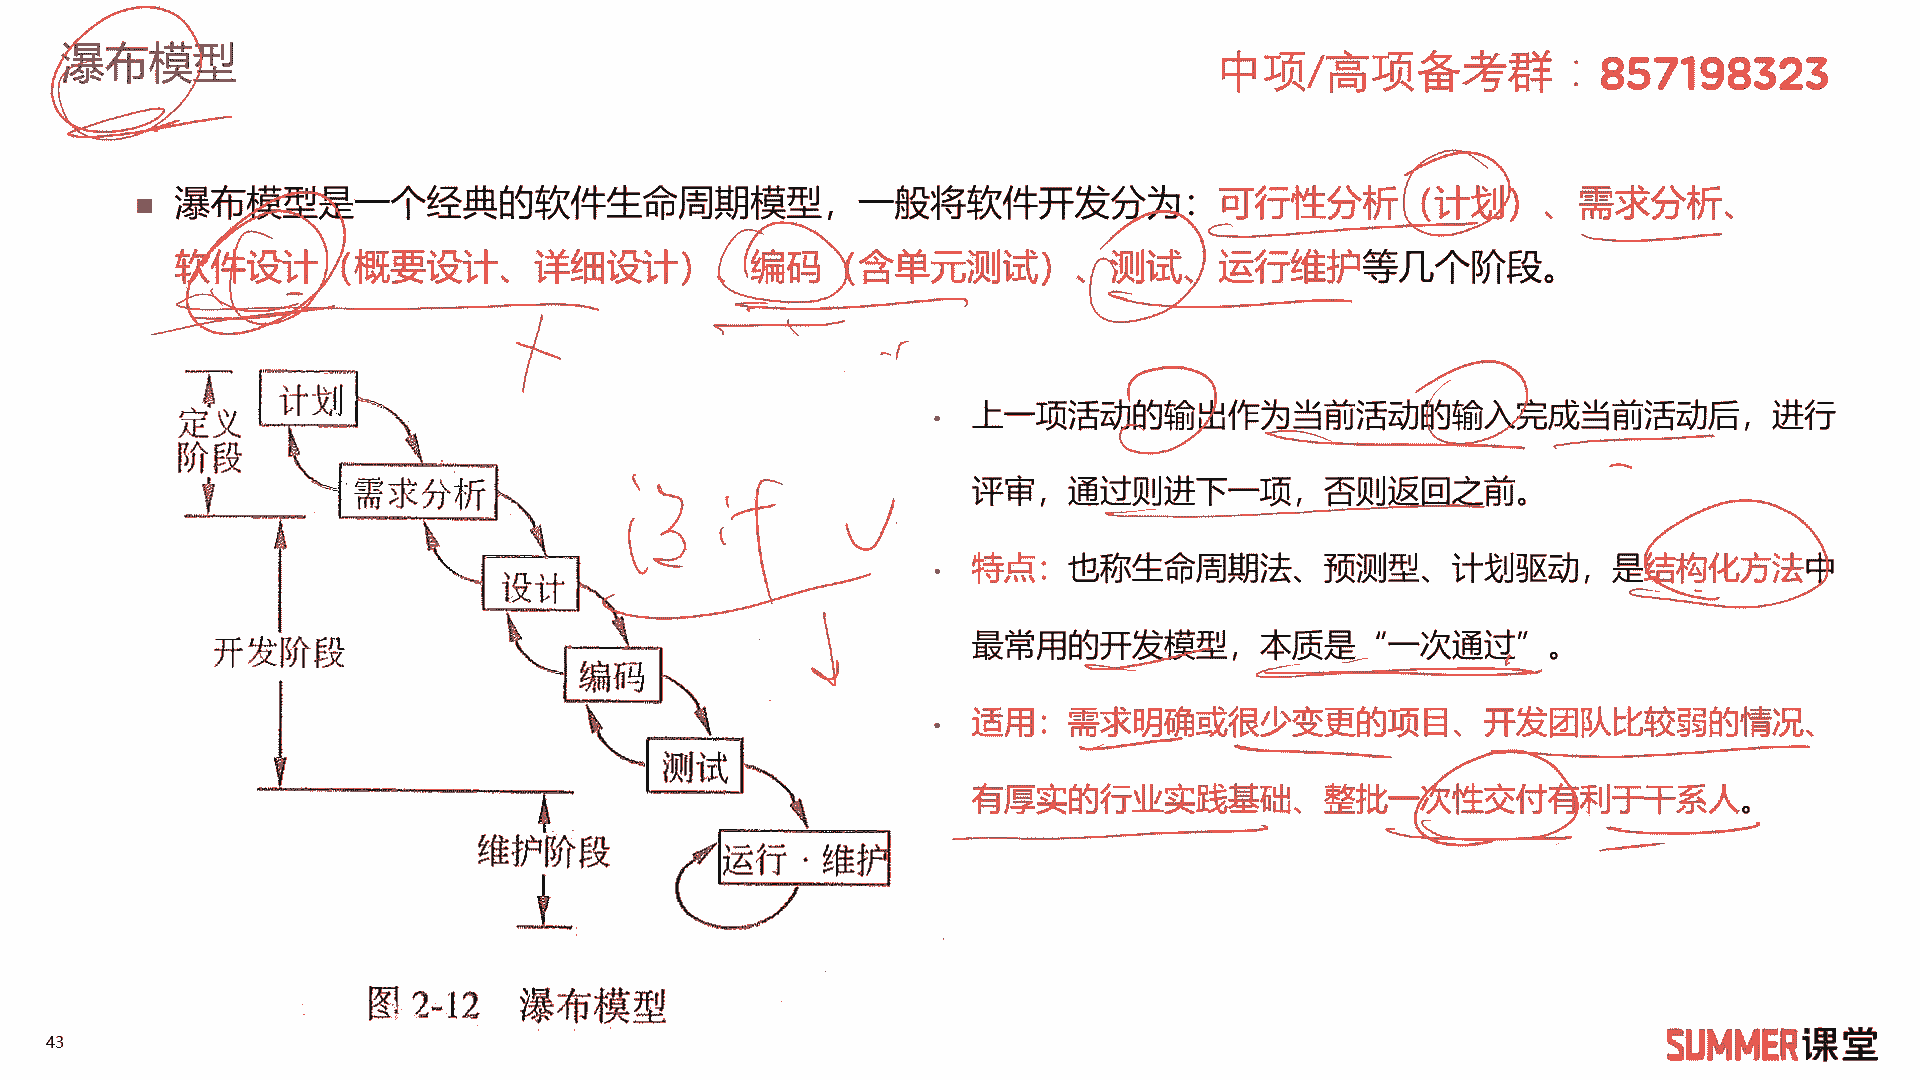 瀑布模型
中项/高项备考群：857198323
■ 瀑布模型是一个经典的软件生命周期模型，一般将软件开发分为：可行性分析（计划）、需求分析、
软件设计（概要设计、详细设计）、编码（含单元测试）、测试、运行维护等几个阶段。
计划
定义
阶段
需求分析
设计
开发阶段
编码
测试
维护阶段
运行·维护
图 2-12 瀑布模型
设计
• 上一项活动的输出作为当前活动的输入完成当前活动后，进行
评审，通过则进下一项，否则返回之前。
• 特点：也称生命周期法、预测型、计划驱动，是结构化方法中
最常用的开发模型，本质是“一次通过”。
• 适用：需求明确或很少变更的项目、开发团队比较弱的情况、
有厚实的行业实践基础、整批一次性交付有利于干系人。
43
SUMMER课堂